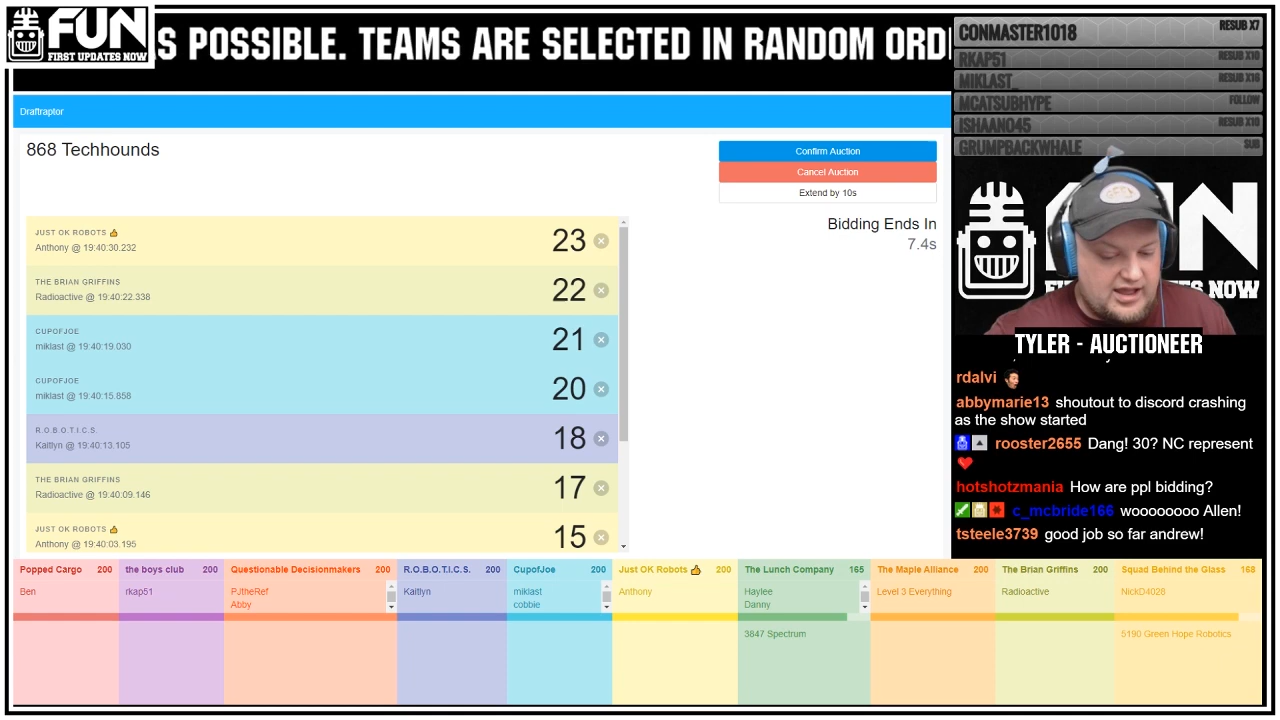 FUN
FIRST UPDATES NOW
S POSSIBLE. TEAMS ARE SELECTED IN RANDOM ORD
CONMASTER1018 RESUB X7
RKAP51 RESUB X10
MIKLAST_ RESUB X16
MCATSUBHYPE FOLLOW
ISHAAN045 RESUB X10
GRUMPBACKWHALE SUB
Draftraptor
868 Techhounds
Confirm Auction
Cancel Auction
Extend by 10s
Bidding Ends In
7.4s
JUST OK ROBOTS 👍
Anthony @ 19:40:30.232
23
THE BRIAN GRIFFINS
Radioactive @ 19:40:22.338
22
CUPOFJOE
miklast @ 19:40:19.030
21
CUPOFJOE
miklast @ 19:40:15.858
20
R.O.B.O.T.I.C.S.
Kaitlyn @ 19:40:13.105
18
THE BRIAN GRIFFINS
Radioactive @ 19:40:09.146
17
JUST OK ROBOTS 👍
Anthony @ 19:40:03.195
15
TYLER - AUCTIONEER
rdalvi
abbymarie13 shoutout to discord crashing
as the show started
rooster2655 Dang! 30? NC represent
❤️
hotshotzmania How are ppl bidding?
c_mcbride166 woooooooo Allen!
tsteele3739 good job so far andrew!
Popped Cargo 200
Ben
the boys club 200
rkap51
Questionable Decisionmakers 200
PJtheRef
Abby
R.O.B.O.T.I.C.S. 200
Kaitlyn
CupofJoe 200
miklast
cobbie
Just OK Robots 👍 200
Anthony
The Lunch Company 165
Haylee
Danny
3847 Spectrum
The Maple Alliance 200
Level 3 Everything
The Brian Griffins 200
Radioactive
Squad Behind the Glass 168
NickD4028
5190 Green Hope Robotics